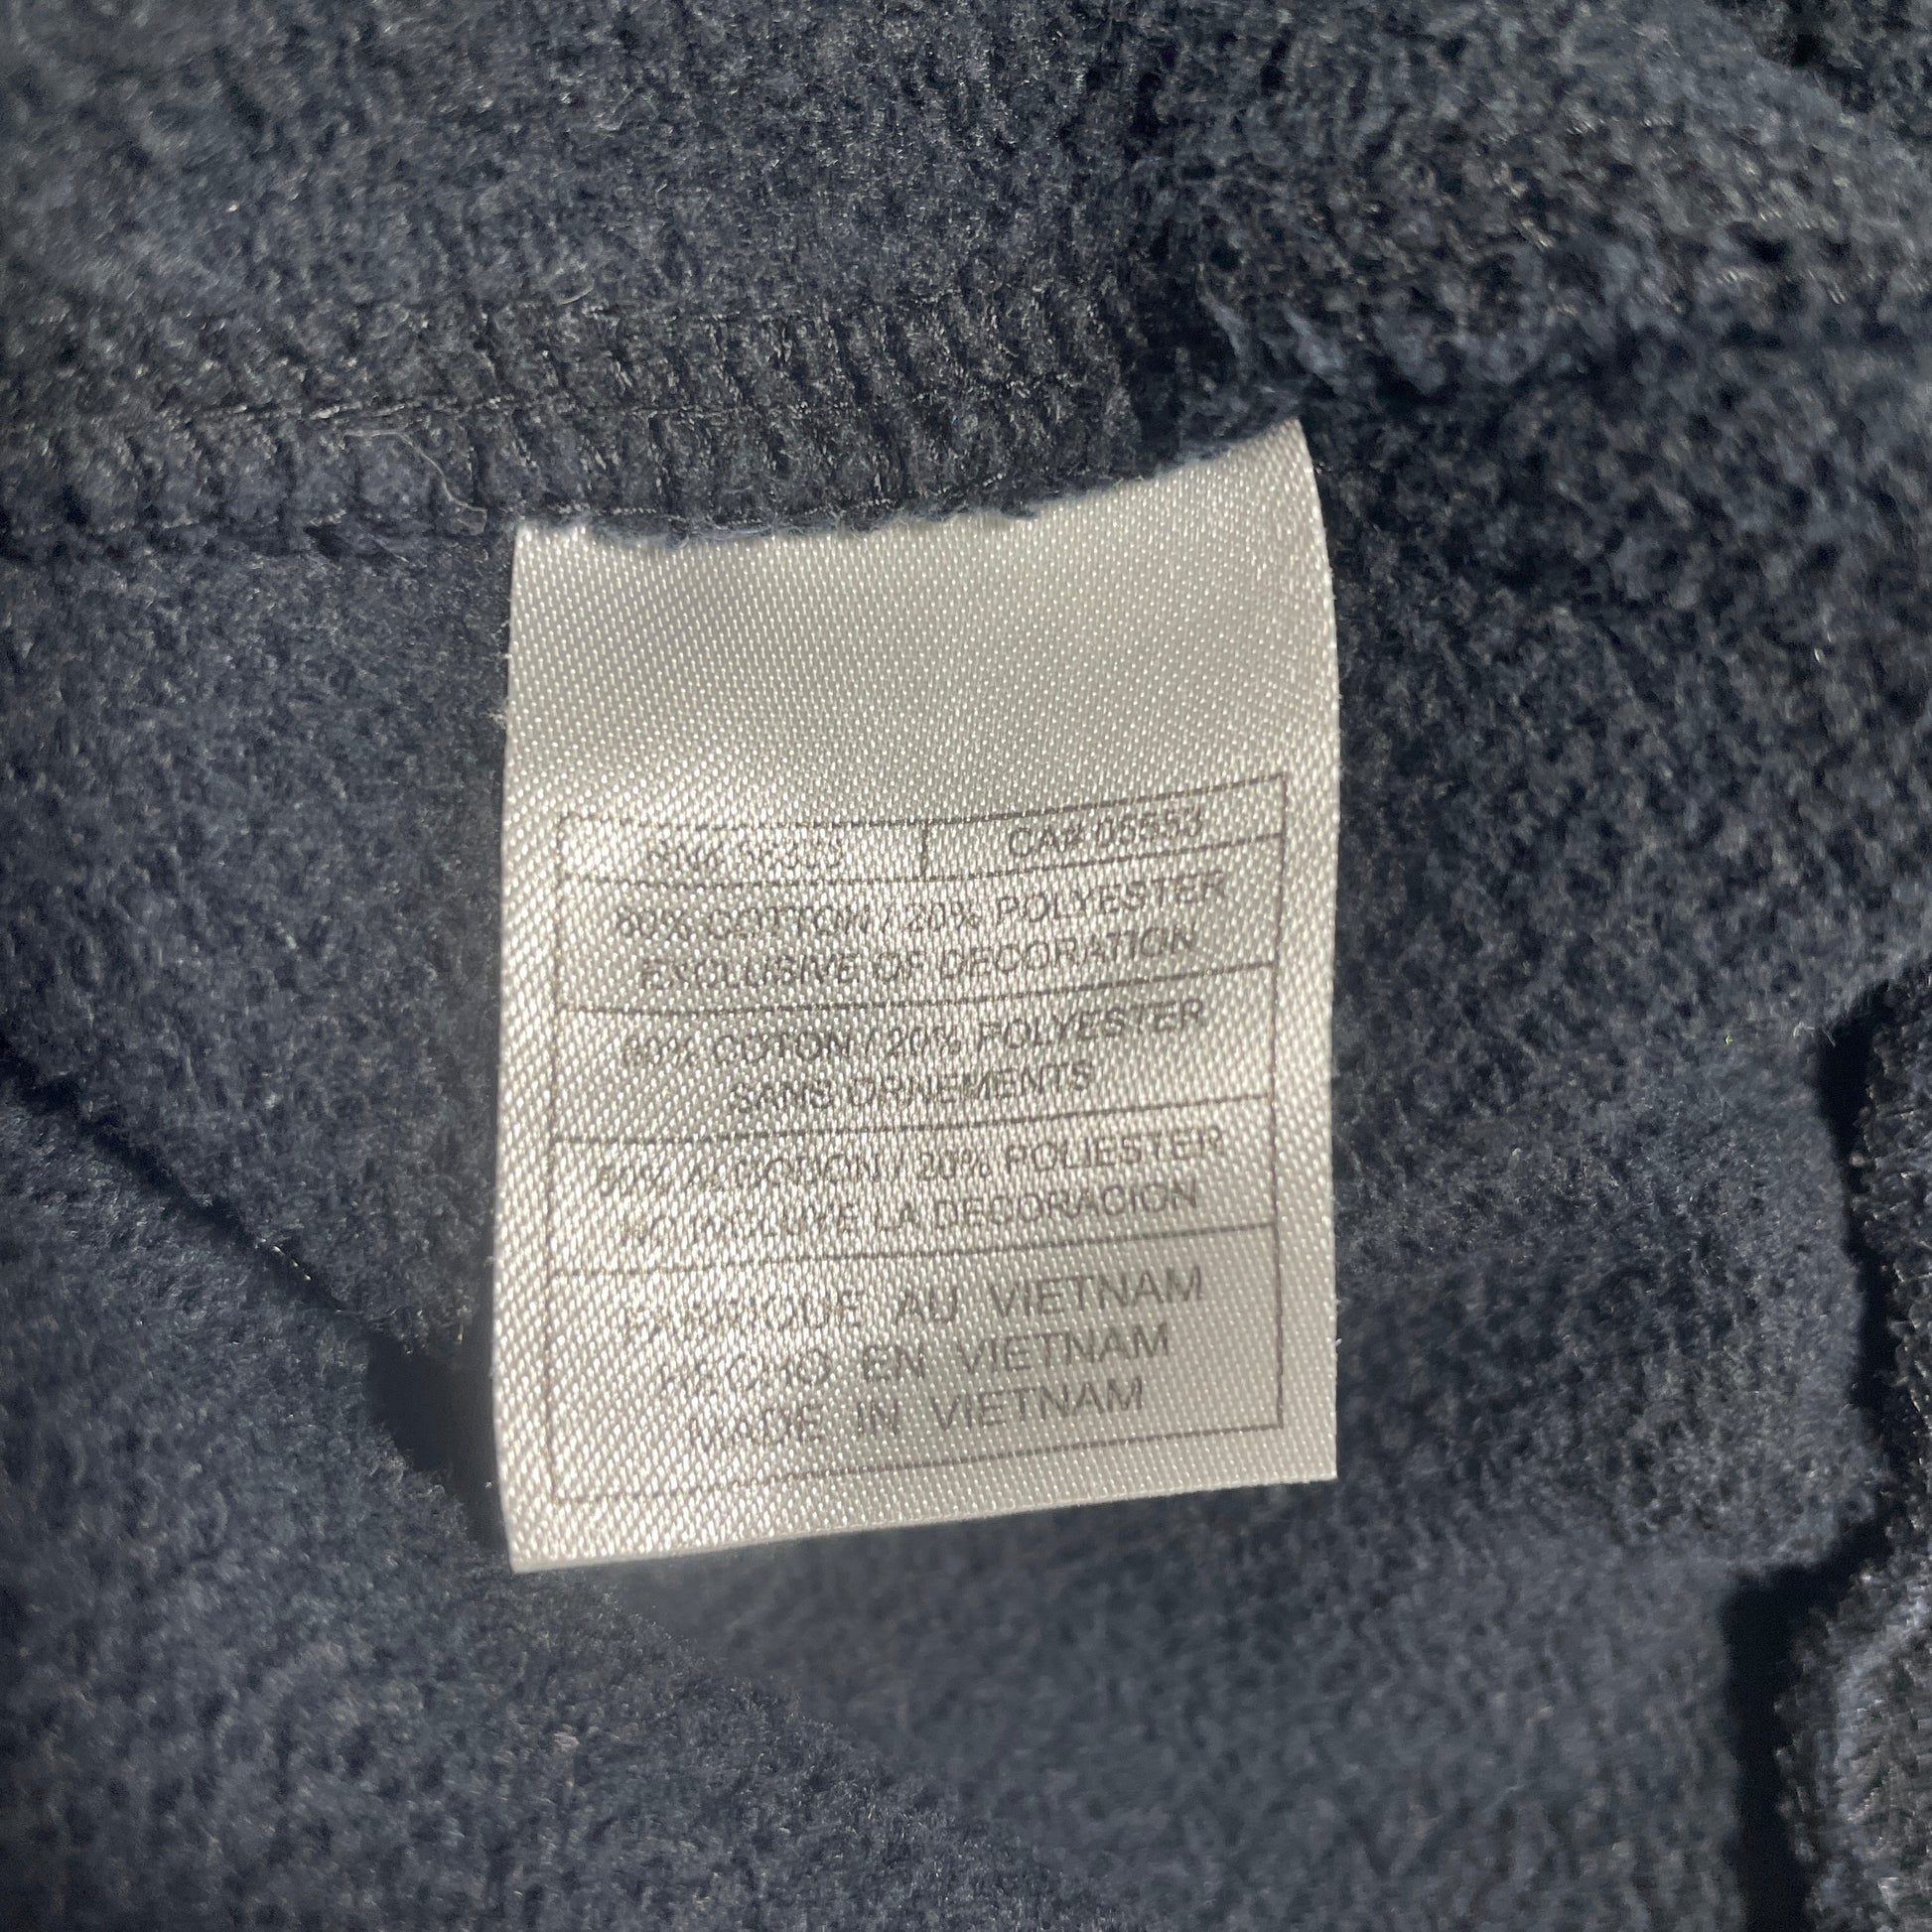 RN#
CA# 05553
80% COTTON / 20% POLYESTER
EXCLUSIVE OF DECORATION
80% COTON / 20% POLYESTER
SANS ORNEMENTS
80% ALGODON / 20% POLIESTER
NO INCLUYE LA DECORACION
FABRIQUE AU VIETNAM
HECHO EN VIETNAM
MADE IN VIETNAM